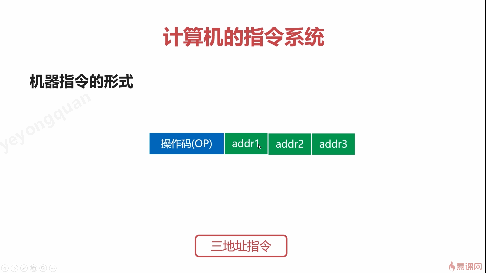 计算机的指令系统
机器指令的形式
yeyongquan
操作码(OP) addr1 addr2 addr3
三地址指令
慕课网